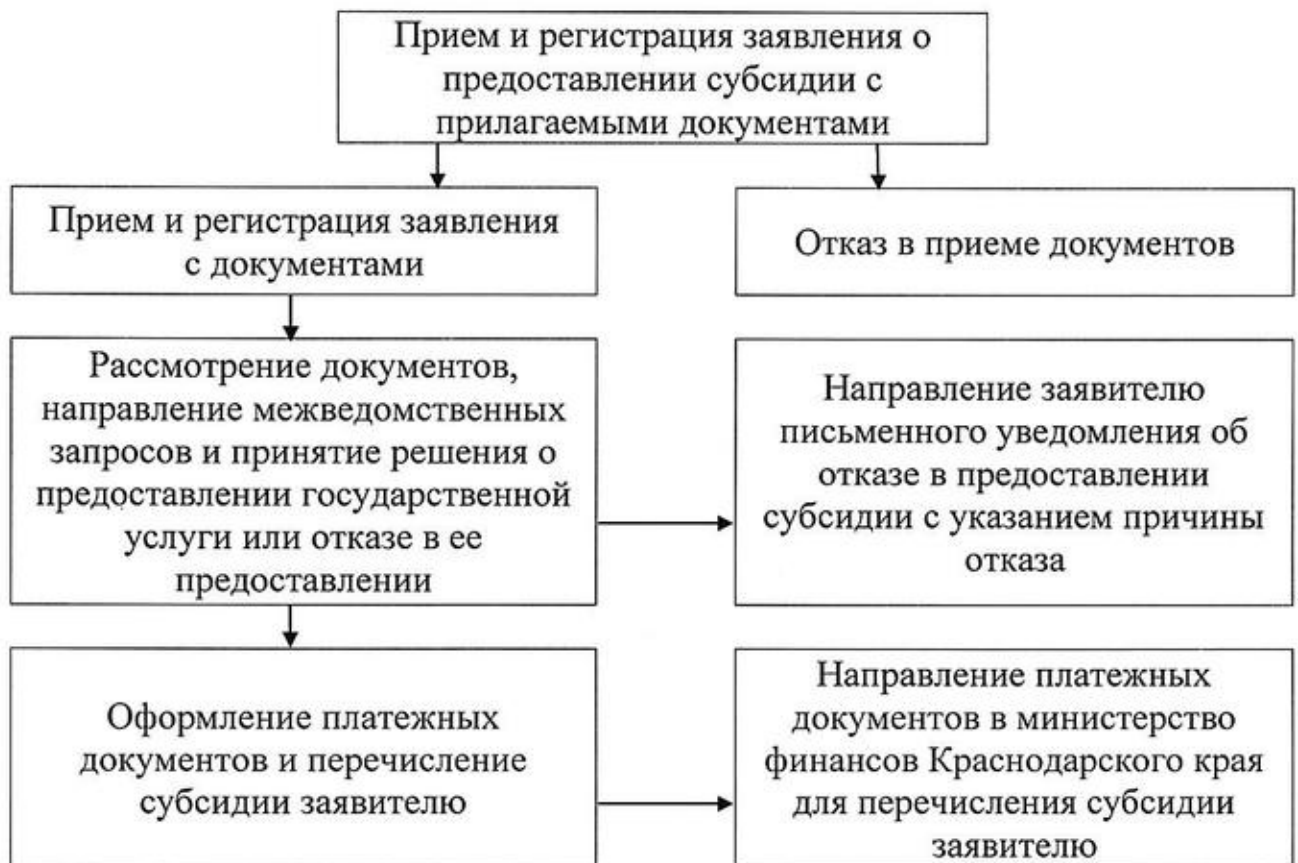 Прием и регистрация заявления о
предоставлении субсидии с
прилагаемыми документами
Прием и регистрация заявления
с документами
Отказ в приеме документов
Рассмотрение документов,
направление межведомственных
запросов и принятие решения о
предоставлении государственной
услуги или отказе в ее
предоставлении
Направление заявителю
письменного уведомления об
отказе в предоставлении
субсидии с указанием причины
отказа
Оформление платежных
документов и перечисление
субсидии заявителю
Направление платежных
документов в министерство
финансов Краснодарского края
для перечисления субсидии
заявителю